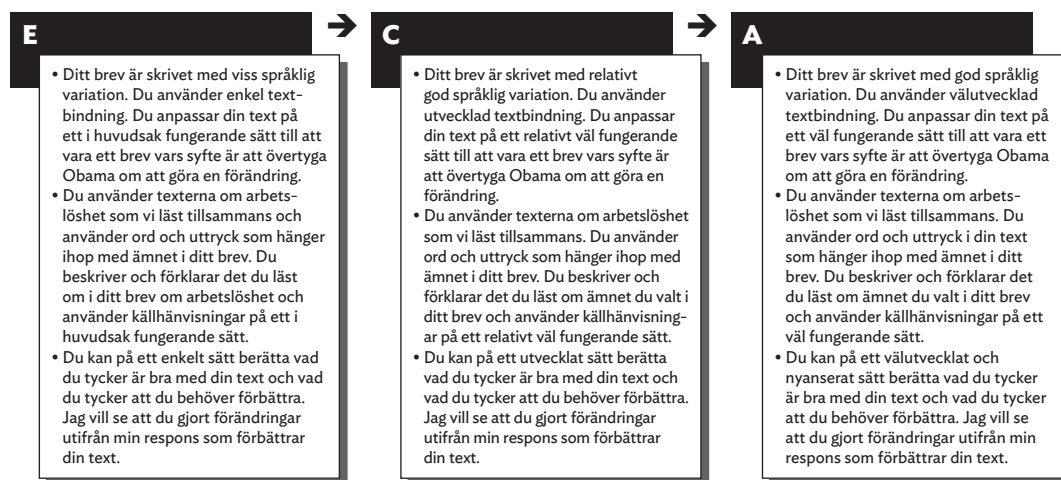 E
• Ditt brev är skrivet med viss språklig
variation. Du använder enkel text-
bindning. Du anpassar din text på
ett i huvudsak fungerande sätt till att
vara ett brev vars syfte är att övertyga
Obama om att göra en förändring.
• Du använder texterna om arbets-
löshet som vi läst tillsammans och
använder ord och uttryck som hänger
ihop med ämnet i ditt brev. Du
beskriver och förklarar det du läst
om i ditt brev om arbetslöshet och
använder källhänvisningar på ett i
huvudsak fungerande sätt.
• Du kan på ett enkelt sätt berätta vad
du tycker är bra med din text och vad
du tycker att du behöver förbättra.
Jag vill se att du gjort förändringar
utifrån min respons som förbättrar
din text.
C
• Ditt brev är skrivet med relativt
god språklig variation. Du använder
utvecklad textbindning. Du anpassar
din text på ett relativt väl fungerande
sätt till att vara ett brev vars syfte är
att övertyga Obama om att göra en
förändring.
• Du använder texterna om arbetslöshet
som vi läst tillsammans. Du använder
ord och uttryck som hänger ihop med
ämnet i ditt brev. Du beskriver och
förklarar det du läst om ämnet du valt i
ditt brev och använder källhänvisning-
ar på ett relativt väl fungerande sätt.
• Du kan på ett utvecklat sätt berätta
vad du tycker är bra med din text och
vad du tycker att du behöver förbättra.
Jag vill se att du gjort förändringar
utifrån min respons som förbättrar
din text.
A
• Ditt brev är skrivet med god språklig
variation. Du använder välutvecklad
textbindning. Du anpassar din text på
ett väl fungerande sätt till att vara ett
brev vars syfte är att övertyga Obama
om att göra en förändring.
• Du använder texterna om arbets-
löshet som vi läst tillsammans. Du
använder ord och uttryck i din text
som hänger ihop med ämnet i ditt
brev. Du beskriver och förklarar det
du läst om ämnet du valt i ditt brev
och använder källhänvisningar på ett
väl fungerande sätt.
• Du kan på ett välutvecklat och
nyanserat sätt berätta vad du tycker
är bra med din text och vad du tycker
att du behöver förbättra. Jag vill se
att du gjort förändringar utifrån min
respons som förbättrar din text.